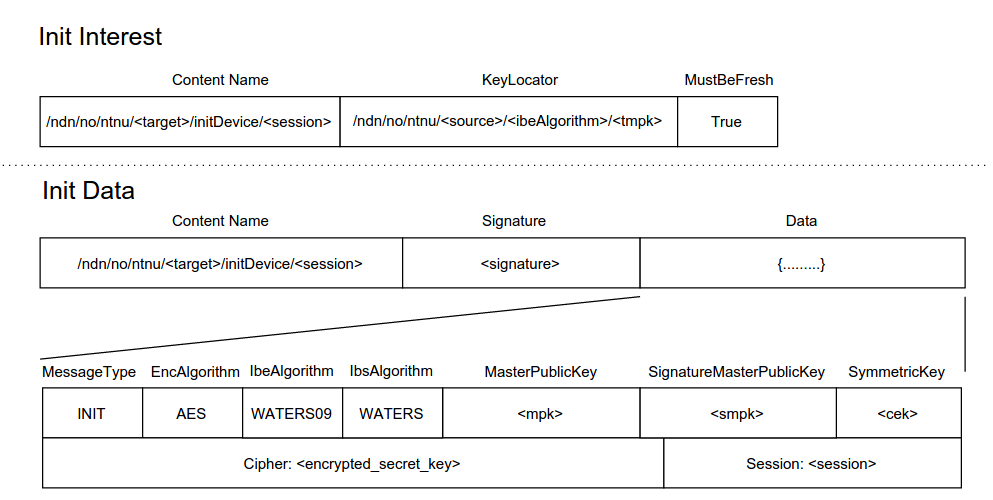 Init Interest
Content Name KeyLocator MustBeFresh
/ndn/no/ntnu/<target>/initDevice/<session> /ndn/no/ntnu/<source>/<ibeAlgorithm>/<tmpk> True
Init Data
Content Name Signature Data
/ndn/no/ntnu/<target>/initDevice/<session> <signature> {.........}
MessageType EncAlgorithm IbeAlgorithm IbsAlgorithm MasterPublicKey SignatureMasterPublicKey SymmetricKey
INIT AES WATERS09 WATERS <mpk> <smpk> <cek>
Cipher: <encrypted_secret_key> Session: <session>